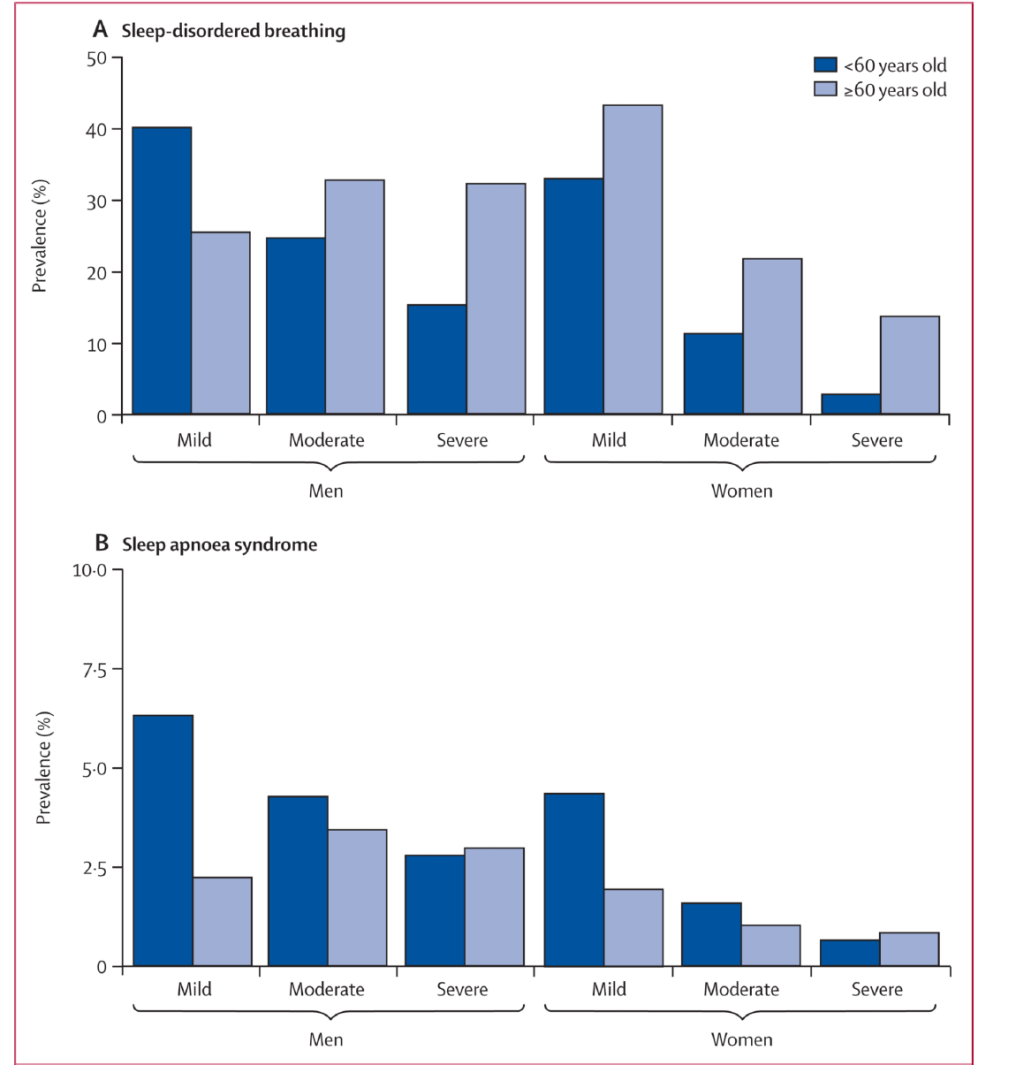 A Sleep-disordered breathing
50
<60 years old
≥60 years old
40
30
20
10
0
Prevalence (%)
Mild Moderate Severe Mild Moderate Severe
Men Women
B Sleep apnoea syndrome
10·0
7·5
5·0
2·5
0
Prevalence (%)
Mild Moderate Severe Mild Moderate Severe
Men Women